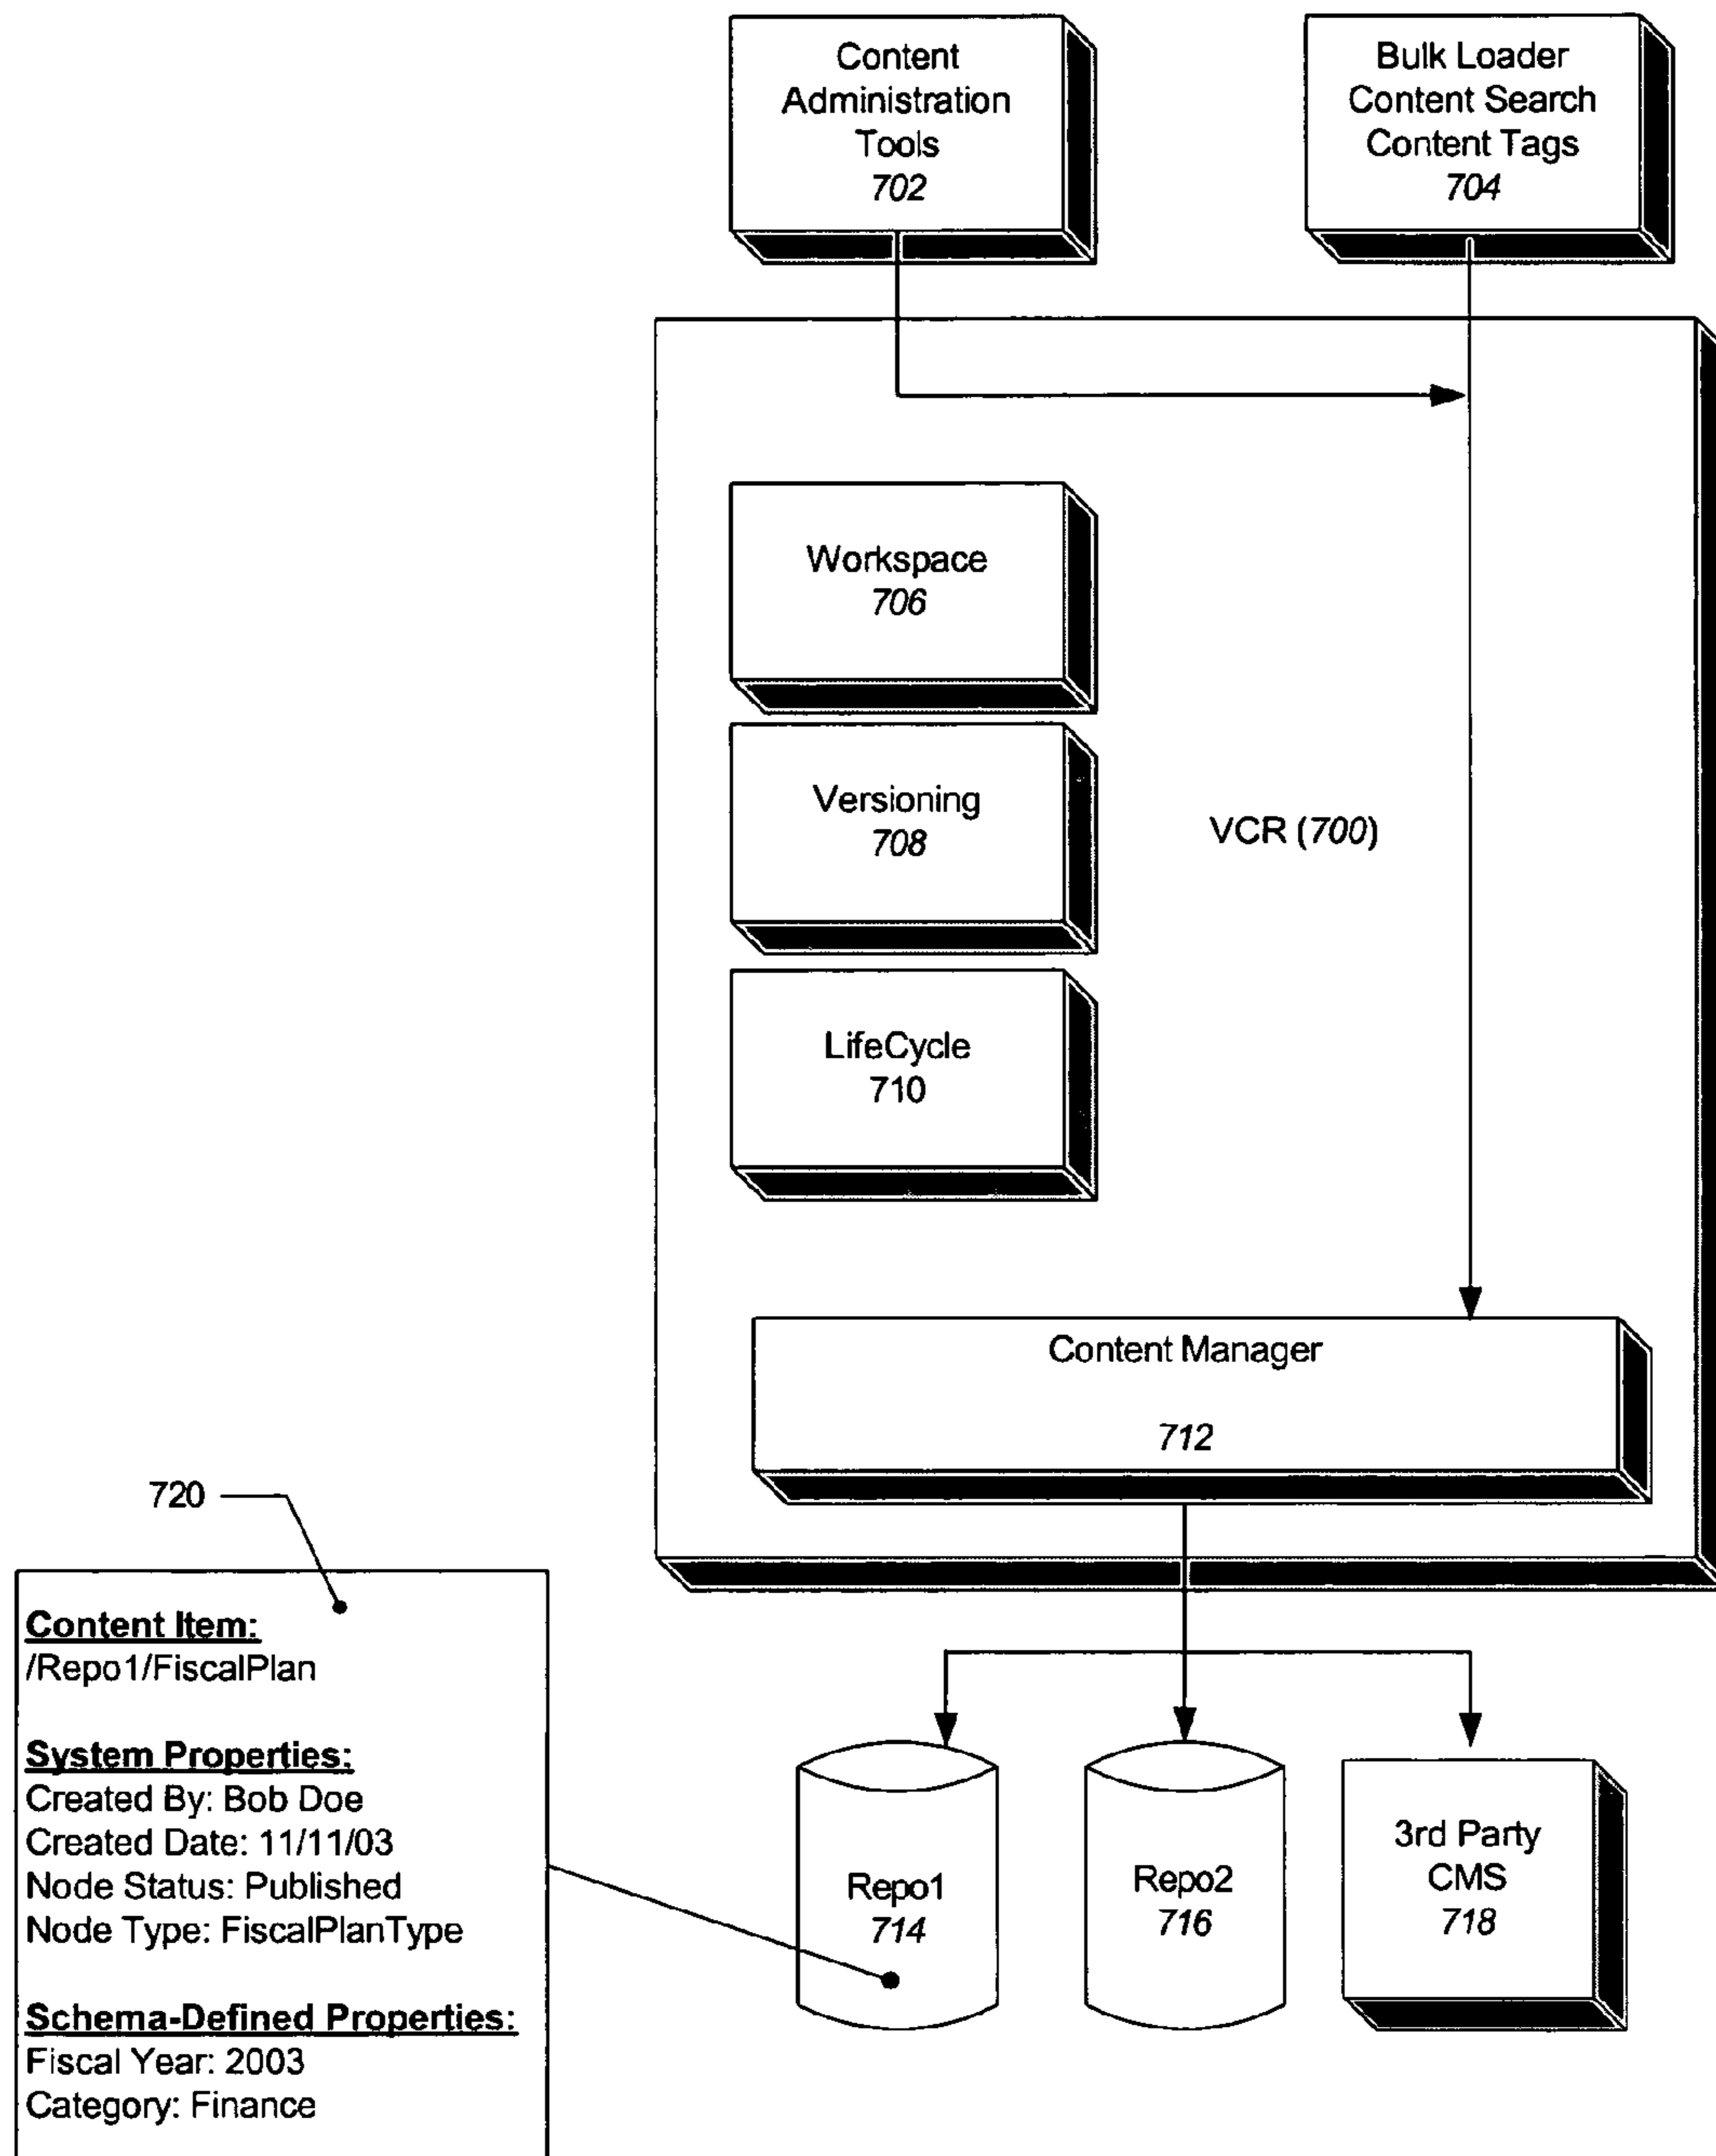 Content
Administration
Tools
702
Bulk Loader
Content Search
Content Tags
704
Workspace
706
Versioning
708
VCR (700)
LifeCycle
710
Content Manager
712
720
Content Item:
/Repo1/FiscalPlan
System Properties:
Created By: Bob Doe
Created Date: 11/11/03
Node Status: Published
Node Type: FiscalPlanType
Schema-Defined Properties:
Fiscal Year: 2003
Category: Finance
Repo1
714
Repo2
716
3rd Party
CMS
718